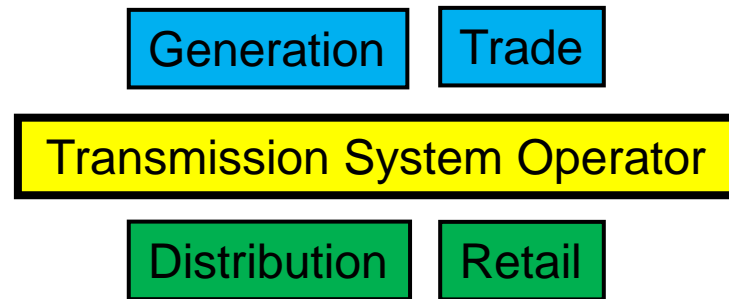 Generation
Trade
Transmission System Operator
Distribution
Retail